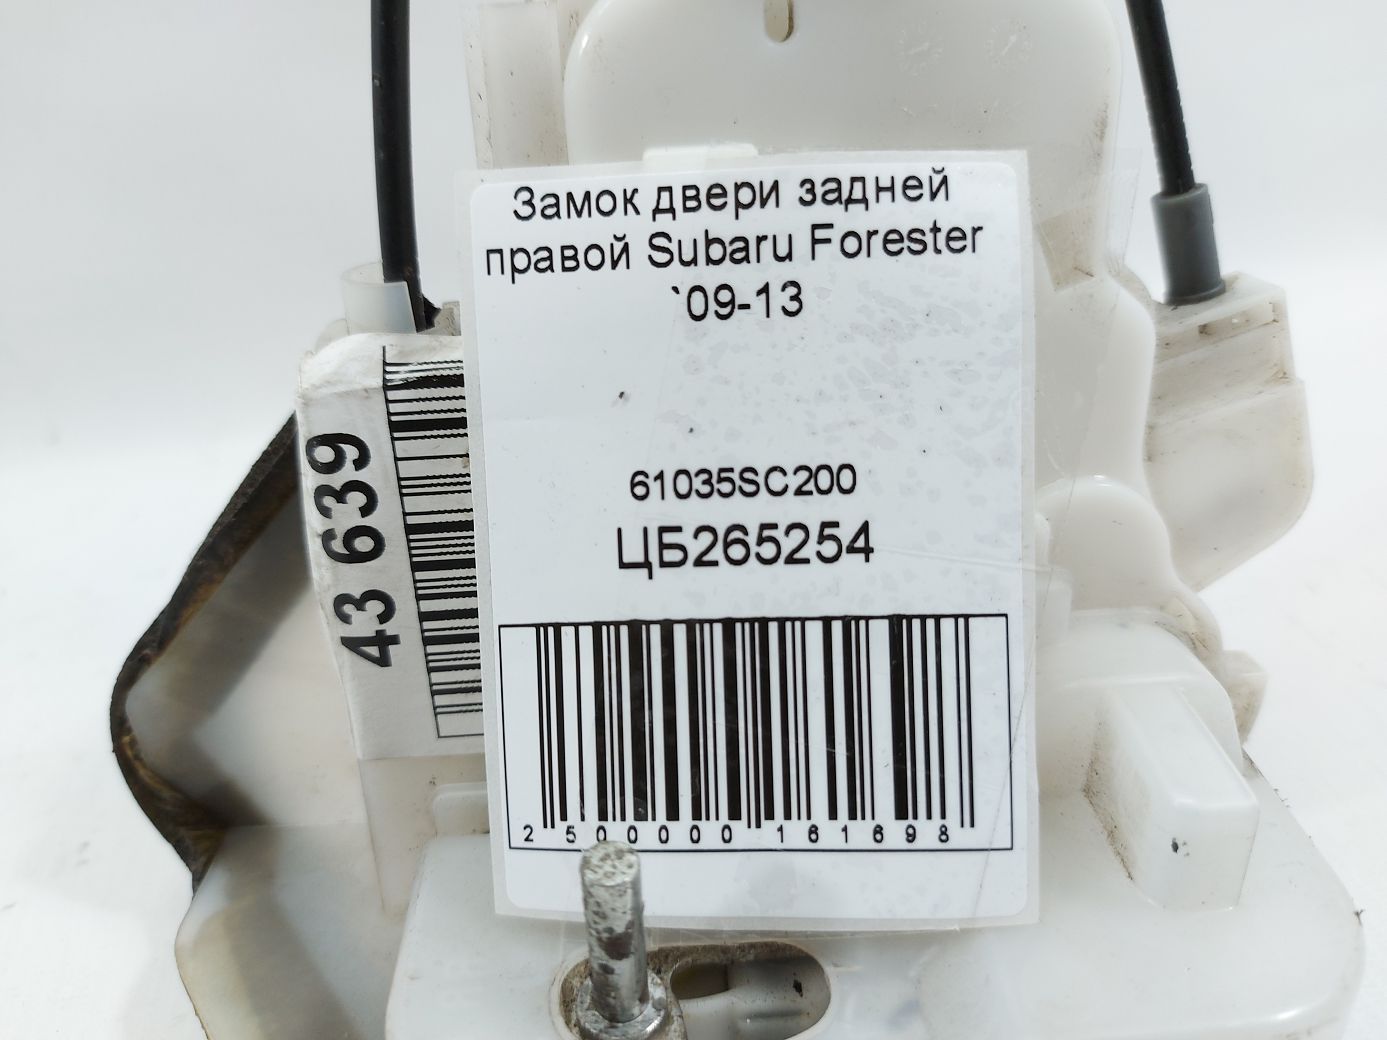 Замок двери задней
правой Subaru Forester
`09-13
61035SC200
ЦБ265254
2 500000 161698
43 639